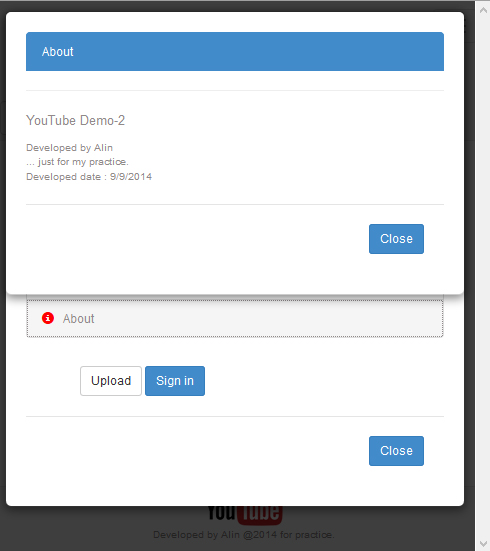 About
YouTube Demo-2
Developed by Alin
... just for my practice.
Developed date : 9/9/2014
Close
About
Upload Sign in
Close
YouTube
Developed by Alin @2014 for practice.